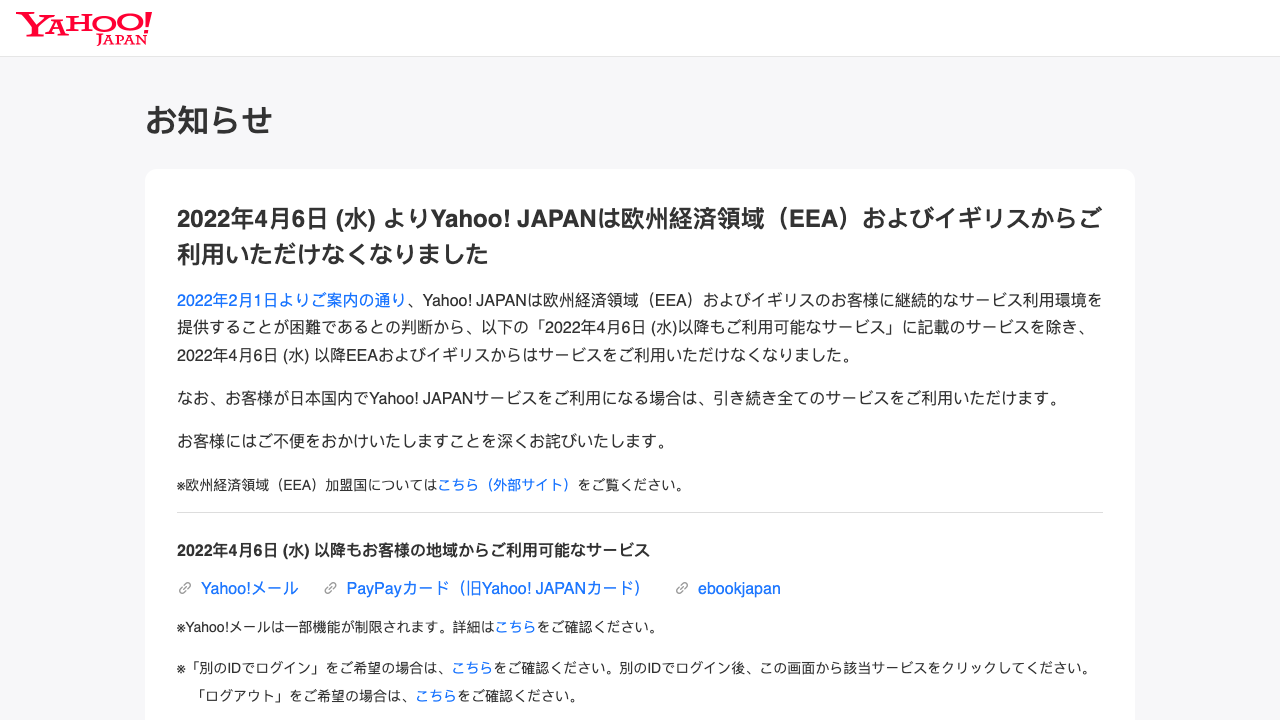 YAHOO!
JAPAN
お知らせ
2022年4月6日 (水) よりYahoo! JAPANは欧州経済領域（EEA）およびイギリスからご
利用いただけなくなりました
2022年2月1日よりご案内の通り、Yahoo! JAPANは欧州経済領域（EEA）およびイギリスのお客様に継続的なサービス利用環境を
提供することが困難であるとの判断から、以下の「2022年4月6日 (水)以降もご利用可能なサービス」に記載のサービスを除き、
2022年4月6日 (水) 以降EEAおよびイギリスからはサービスをご利用いただけなくなりました。
なお、お客様が日本国内でYahoo! JAPANサービスをご利用になる場合は、引き続き全てのサービスをご利用いただけます。
お客様にはご不便をおかけいたしますことを深くお詫びいたします。
※欧州経済領域（EEA）加盟国についてはこちら（外部サイト）をご覧ください。
2022年4月6日 (水) 以降もお客様の地域からご利用可能なサービス
Yahoo!メール PayPayカード（旧Yahoo! JAPANカード） ebookjapan
※Yahoo!メールは一部機能が制限されます。詳細はこちらをご確認ください。
※「別のIDでログイン」をご希望の場合は、こちらをご確認ください。別のIDでログイン後、この画面から該当サービスをクリックしてください。
「ログアウト」をご希望の場合は、こちらをご確認ください。